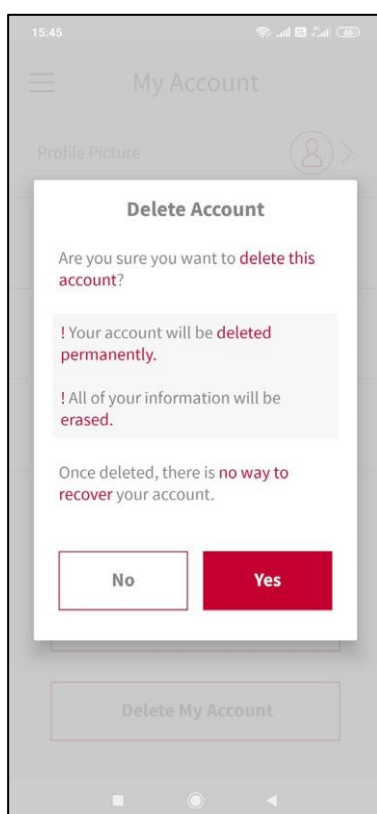 15:45
4G
66
My Account
Profile Picture
Delete Account
Are you sure you want to delete this
account?
! Your account will be deleted
permanently.
! All of your information will be
erased.
Once deleted, there is no way to
recover your account.
No
Yes
Delete My Account